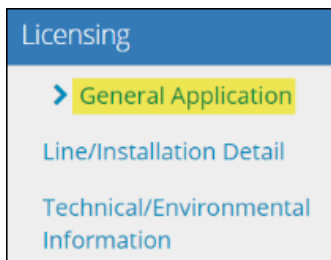 Licensing
General Application
Line/Installation Detail
Technical/Environmental
Information